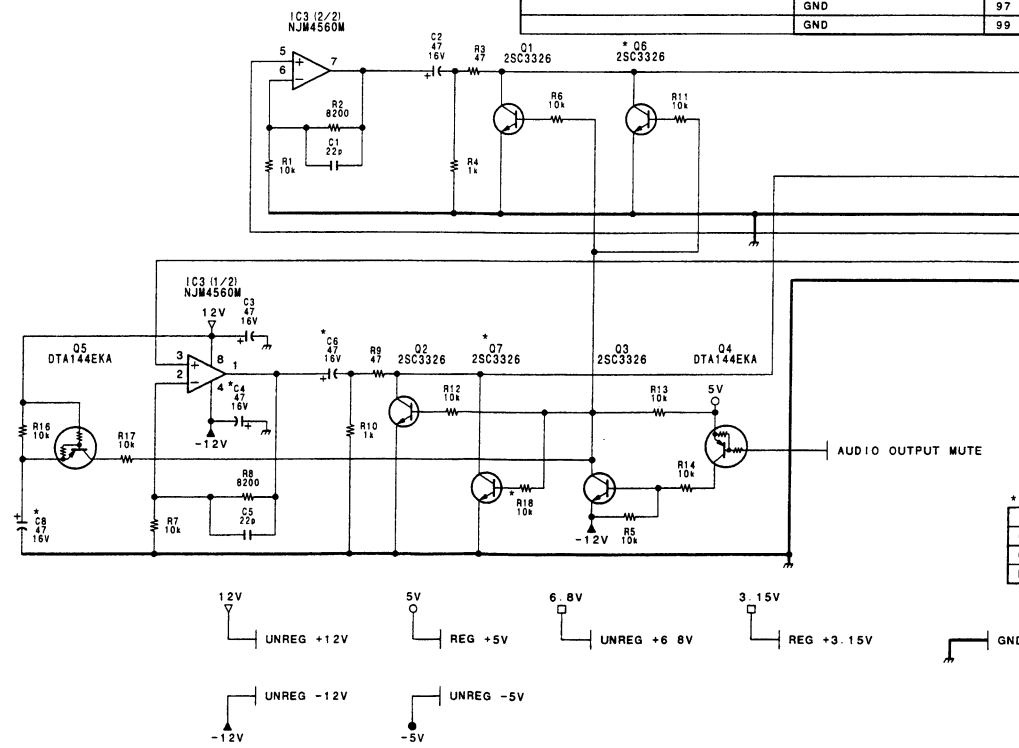 GND 97
GND 99
IC3 (2/2)
NJM4560M
5
6
7
+
−
R2
8200
C1
22p
R1
10k
C2
47
16V
+
R3
47
R4
1k
Q1
2SC3326
R6
10k
* Q6
2SC3326
R11
10k
IC3 (1/2)
NJM4560M
12V
C3
47
16V
+
Q5
DTA144EKA
3
2
8
1
4
+
−
* C4
47
16V
+
-12V
R16
10k
R17
10k
*
C8
47
16V
+
R7
10k
R8
8200
C5
22p
*
C6
47
16V
+
R9
47
R10
1k
Q2
2SC3326
R12
10k
*
Q7
2SC3326
* R18
10k
Q3
2SC3326
R13
10k
R14
10k
R5
10k
-12V
Q4
DTA144EKA
5V
AUDIO OUTPUT MUTE
*
12V
UNREG +12V
5V
REG +5V
6.8V
UNREG +6 8V
3.15V
REG +3.15V
GND
UNREG -12V
-12V
UNREG -5V
-5V